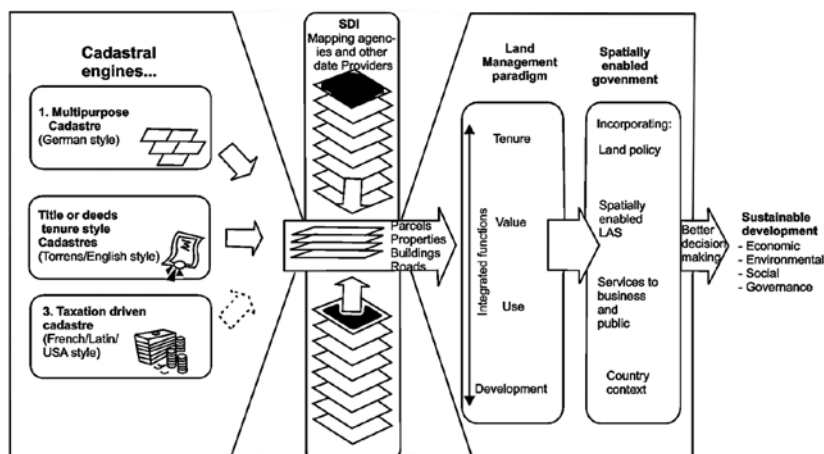 Cadastral
engines...
1. Multipurpose
Cadastre
(German style)
Title or deeds
tenure style
Cadastres
(Torrens/English style)
3. Taxation driven
cadastre
(French/Latin/
USA style)
SDI
Mapping agenc-
ies and other
date Providers
Parcels
Properties
Buildings
Roads
Land
Management
paradigm
Integrated functions
Tenure
Value
Use
Development
Spatially
enabled
govenment
Incorporating:
Land policy
Spatially
enabled
LAS
Services to
business and
public
Country
context
Better
decision
making
Sustainable
development
- Economic
- Environmental
- Social
- Governance